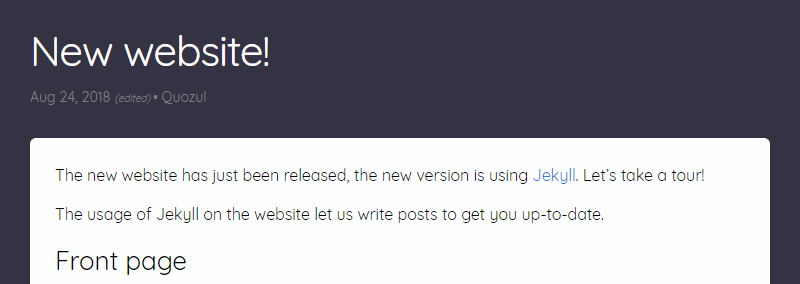 New website!
Aug 24, 2018 (edited) • Quozul
The new website has just been released, the new version is using Jekyll. Let’s take a tour!
The usage of Jekyll on the website let us write posts to get you up-to-date.
Front page